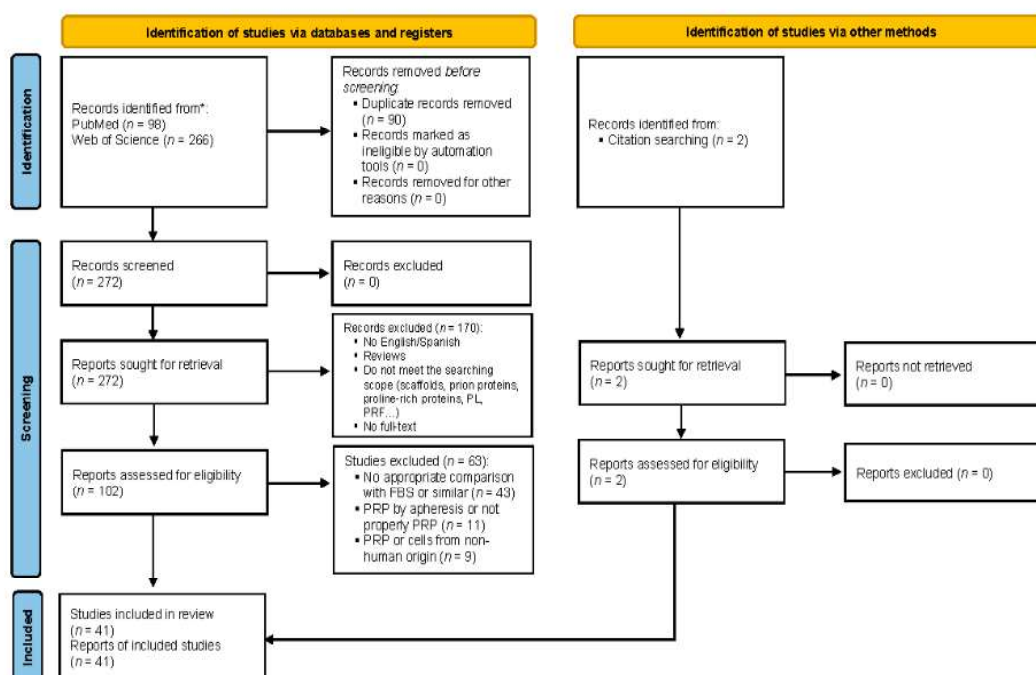 Identification of studies via databases and registers
Identification of studies via other methods
Identification
Records identified from*:
PubMed (n = 98)
Web of Science (n = 266)
Records removed before
screening:
▪ Duplicate records removed
(n = 90)
▪ Records marked as
ineligible by automation
tools (n = 0)
▪ Records removed for other
reasons (n = 0)
Records identified from:
▪ Citation searching (n = 2)
Screening
Records screened
(n = 272)
Records excluded
(n = 0)
Reports sought for retrieval
(n = 272)
Records excluded (n = 170):
▪ No English/Spanish
▪ Reviews
▪ Do not meet the searching
scope (scaffolds, prion proteins,
proline-rich proteins, PL,
PRF...)
▪ No full-text
Reports sought for retrieval
(n = 2)
Reports not retrieved
(n = 0)
Reports assessed for eligibility
(n = 102)
Studies excluded (n = 63):
▪ No appropriate comparison
with FBS or similar (n = 43)
▪ PRP by apheresis or not
properly PRP (n = 11)
▪ PRP or cells from non-
human origin (n = 9)
Reports assessed for eligibility
(n = 2)
Reports excluded (n = 0)
Included
Studies included in review
(n = 41)
Reports of included studies
(n = 41)